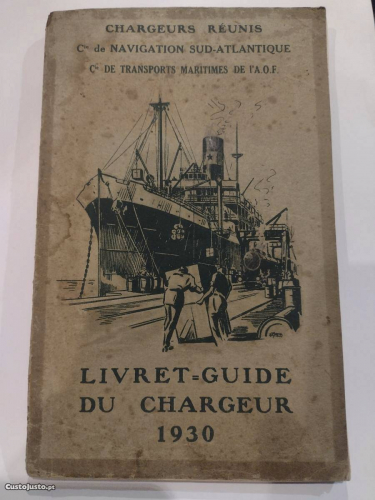 CHARGEURS RÉUNIS
Cie de NAVIGATION SUD-ATLANTIQUE
Cie DE TRANSPORTS MARITIMES DE l'A.O.F.
LIVRET=GUIDE
DU CHARGEUR
1930
CustoJusto.pt